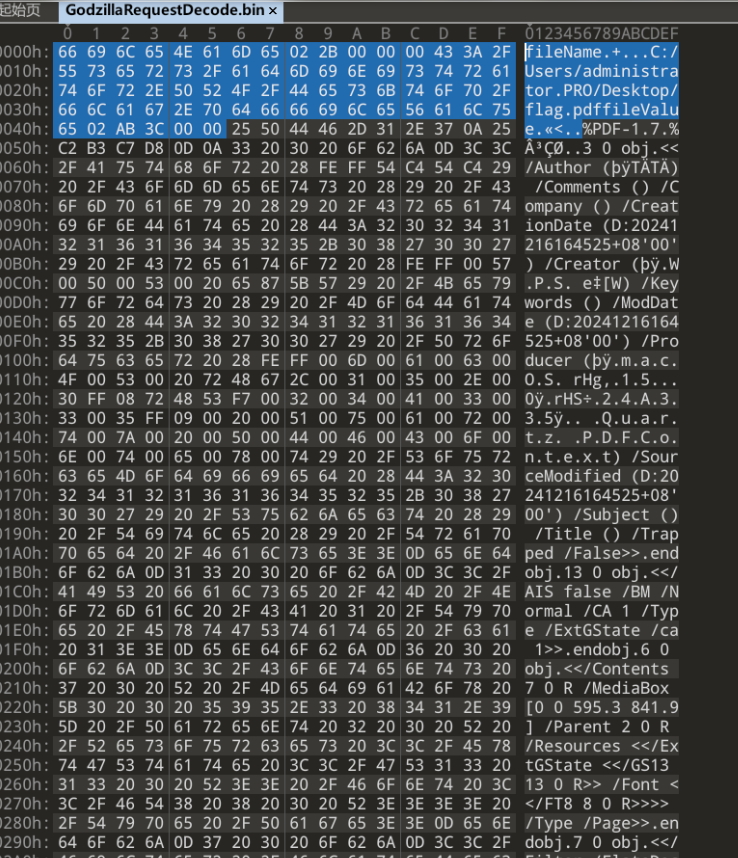 起始页 GodzillaRequestDecode.bin ×
0 1 2 3 4 5 6 7 8 9 A B C D E F 0123456789ABCDEF
0000h: 66 69 6C 65 4E 61 6D 65 02 2B 00 00 00 43 3A 2F fileName.+...C:/
0010h: 55 73 65 72 73 2F 61 64 6D 69 6E 69 73 74 72 61 Users/administra
0020h: 74 6F 72 2E 50 52 4F 2F 44 65 73 6B 74 6F 70 2F tor.PRO/Desktop/
0030h: 66 6C 61 67 2E 70 64 66 66 69 6C 65 56 61 6C 75 flag.pdffileValu
0040h: 65 02 AB 3C 00 00 25 50 44 46 2D 31 2E 37 0A 25 e.«<..%PDF-1.7.%
0050h: C2 B3 C7 D8 0D 0A 33 20 30 20 6F 62 6A 0D 3C 3C Â³ÇØ..3 0 obj.<<
0060h: 2F 41 75 74 68 6F 72 20 28 FE FF 54 C4 54 C4 29 /Author (þÿTÄTÄ)
0070h: 20 2F 43 6F 6D 6D 65 6E 74 73 20 28 29 20 2F 43 /Comments () /C
0080h: 6F 6D 70 61 6E 79 20 28 29 20 2F 43 72 65 61 74 ompany () /Creat
0090h: 69 6F 6E 44 61 74 65 20 28 44 3A 32 30 32 34 31 ionDate (D:20241
00A0h: 32 31 36 31 36 34 35 32 35 2B 30 38 27 30 30 27 216164525+08'00'
00B0h: 29 20 2F 43 72 65 61 74 6F 72 20 28 FE FF 00 57 ) /Creator (þÿ.W
00C0h: 00 50 00 53 00 20 65 87 5B 57 29 20 2F 4B 65 79 .P.S. e‡[W) /Key
00D0h: 77 6F 72 64 73 20 28 29 20 2F 4D 6F 64 44 61 74 words () /ModDat
00E0h: 65 20 28 44 3A 32 30 32 34 31 32 31 36 31 36 34 e (D:20241216164
00F0h: 35 32 35 2B 30 38 27 30 30 27 29 20 2F 50 72 6F 525+08'00') /Pro
0100h: 64 75 63 65 72 20 28 FE FF 00 6D 00 61 00 63 00 ducer (þÿ.m.a.c.
0110h: 4F 00 53 00 20 72 48 67 2C 00 31 00 35 00 2E 00 O.S. rHg,.1.5...
0120h: 30 FF 08 72 48 53 F7 00 32 00 34 00 41 00 33 00 0ÿ.rHS÷.2.4.A.3.
0130h: 33 00 35 FF 09 00 20 00 51 00 75 00 61 00 72 00 3.5ÿ.. .Q.u.a.r.
0140h: 74 00 7A 00 20 00 50 00 44 00 46 00 43 00 6F 00 t.z. .P.D.F.C.o.
0150h: 6E 00 74 00 65 00 78 00 74 29 20 2F 53 6F 75 72 n.t.e.x.t) /Sour
0160h: 63 65 4D 6F 64 69 66 69 65 64 20 28 44 3A 32 30 ceModified (D:20
0170h: 32 34 31 32 31 36 31 36 34 35 32 35 2B 30 38 27 241216164525+08'
0180h: 30 30 27 29 20 2F 53 75 62 6A 65 63 74 20 28 29 00') /Subject ()
0190h: 20 2F 54 69 74 6C 65 20 28 29 20 2F 54 72 61 70 /Title () /Trap
01A0h: 70 65 64 20 2F 46 61 6C 73 65 3E 3E 0D 65 6E 64 ped /False>>.end
01B0h: 6F 62 6A 0D 31 33 20 30 20 6F 62 6A 0D 3C 3C 2F obj.13 0 obj.<</
01C0h: 41 49 53 20 66 61 6C 73 65 20 2F 42 4D 20 2F 4E AIS false /BM /N
01D0h: 6F 72 6D 61 6C 20 2F 43 41 20 31 20 2F 54 79 70 ormal /CA 1 /Typ
01E0h: 65 20 2F 45 78 74 47 53 74 61 74 65 20 2F 63 61 e /ExtGState /ca
01F0h: 20 31 3E 3E 0D 65 6E 64 6F 62 6A 0D 36 20 30 20 1>>.endobj.6 0
0200h: 6F 62 6A 0D 3C 3C 2F 43 6F 6E 74 65 6E 74 73 20 obj.<</Contents
0210h: 37 20 30 20 52 20 2F 4D 65 64 69 61 42 6F 78 20 7 0 R /MediaBox
0220h: 5B 30 20 30 20 35 39 35 2E 33 20 38 34 31 2E 39 [0 0 595.3 841.9
0230h: 5D 20 2F 50 61 72 65 6E 74 20 32 20 30 20 52 20 ] /Parent 2 0 R
0240h: 2F 52 65 73 6F 75 72 63 65 73 20 3C 3C 2F 45 78 /Resources <</Ex
0250h: 74 47 53 74 61 74 65 20 3C 3C 2F 47 53 31 33 20 tGState <</GS13
0260h: 31 33 20 30 20 52 3E 3E 20 2F 46 6F 6E 74 20 3C 13 0 R>> /Font <
0270h: 3C 2F 46 54 38 20 38 20 30 20 52 3E 3E 3E 3E 20 </FT8 8 0 R>>>>
0280h: 2F 54 79 70 65 20 2F 50 61 67 65 3E 3E 0D 65 6E /Type /Page>>.en
0290h: 64 6F 62 6A 0D 37 20 30 20 6F 62 6A 0D 3C 3C 2F dobj.7 0 obj.<</